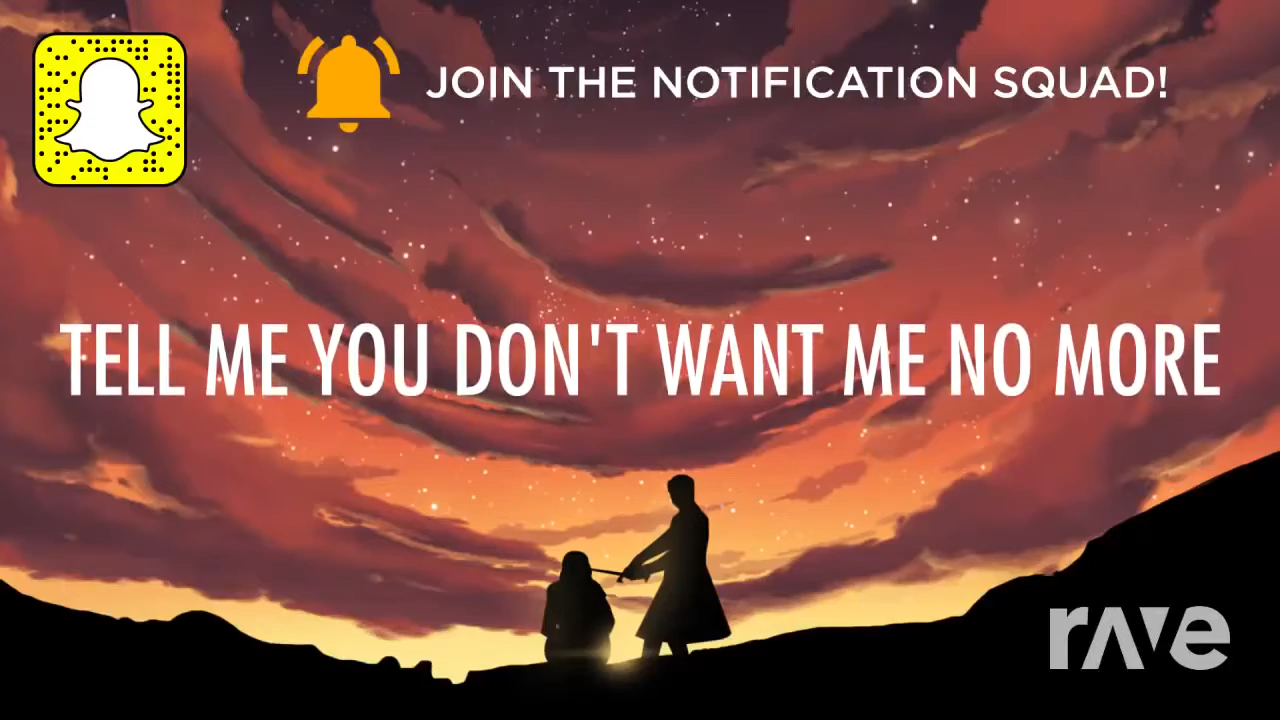 JOIN THE NOTIFICATION SQUAD!
TELL ME YOU DON'T WANT ME NO MORE
rave